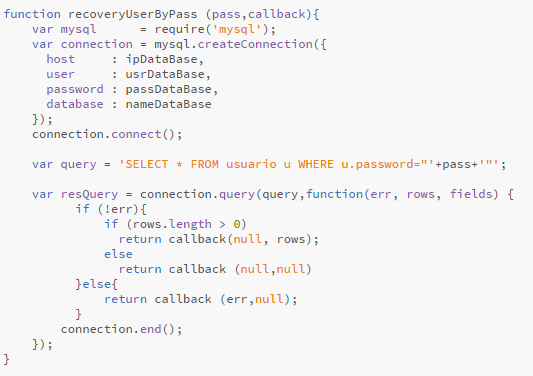 function recoveryUserByPass (pass,callback){
    var mysql      = require('mysql');
    var connection = mysql.createConnection({
      host     : ipDataBase,
      user     : usrDataBase,
      password : passDataBase,
      database : nameDataBase
    });
    connection.connect();

    var query = 'SELECT * FROM usuario u WHERE u.password="'+pass+'"';

    var resQuery = connection.query(query,function(err, rows, fields) {
          if (!err){
              if (rows.length > 0)
                return callback(null, rows);
              else
                return callback (null,null)
          }else{
              return callback (err,null);
          }
        connection.end();
    });
}